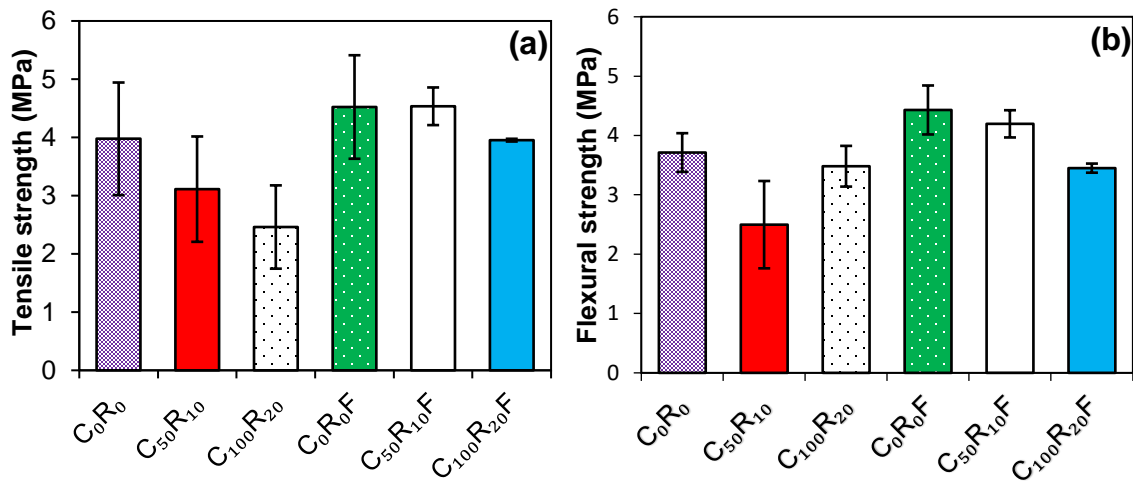 (a)
Tensile strength (MPa)
6
5
4
3
2
1
0
C₀R₀
C₅₀R₁₀
C₁₀₀R₂₀
C₀R₀F
C₅₀R₁₀F
C₁₀₀R₂₀F
(b)
Flexural strength (MPa)
6
5
4
3
2
1
0
C₀R₀
C₅₀R₁₀
C₁₀₀R₂₀
C₀R₀F
C₅₀R₁₀F
C₁₀₀R₂₀F